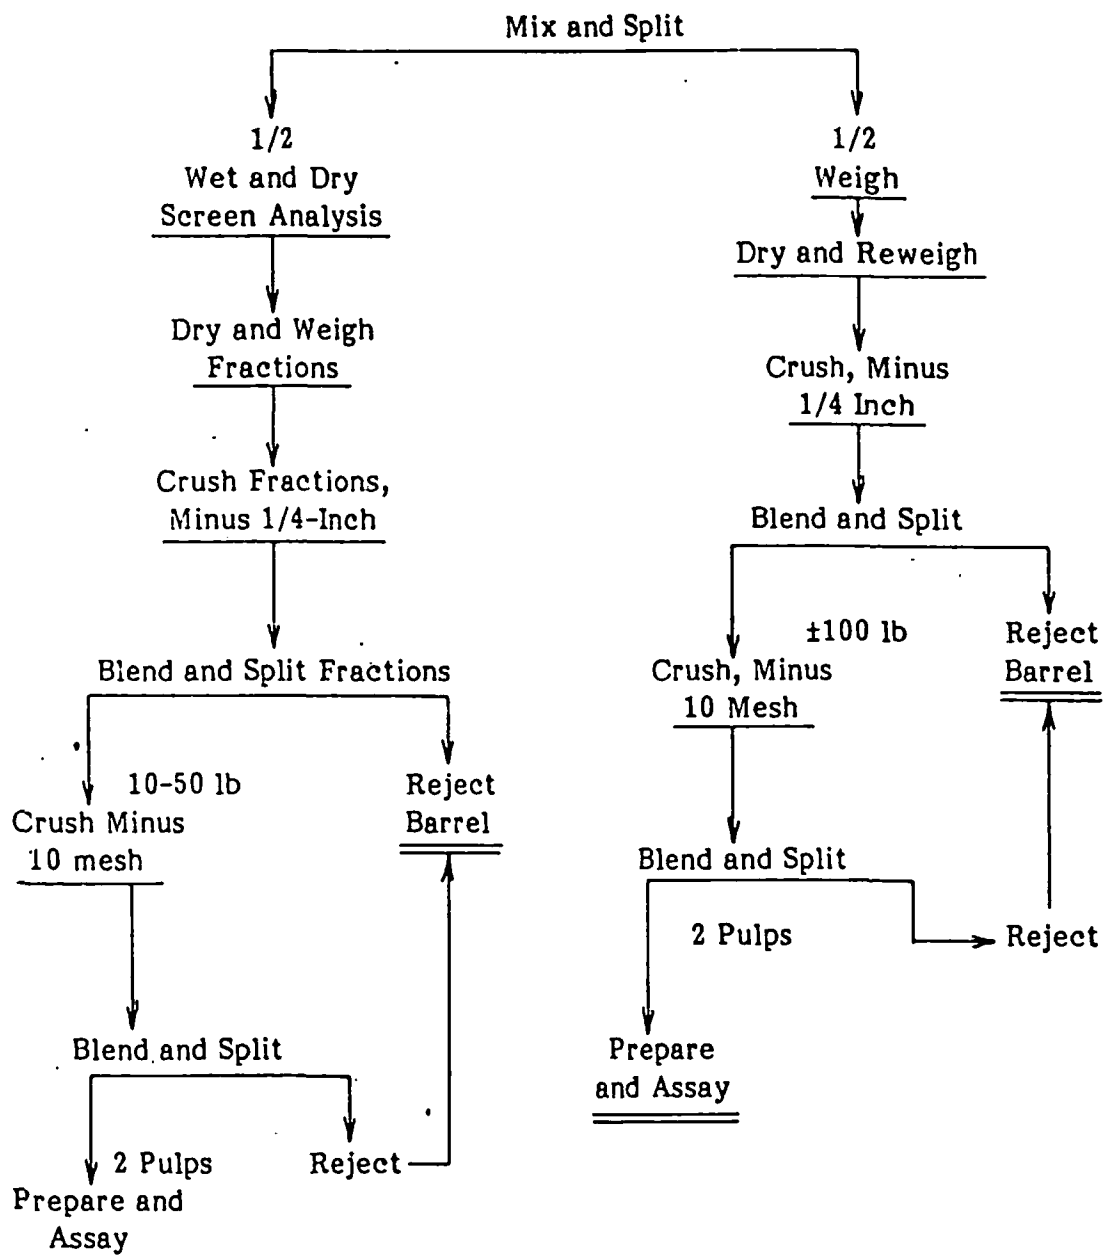 Mix and Split
1/2
Wet and Dry
Screen Analysis
Dry and Weigh
Fractions
Crush Fractions,
Minus 1/4-Inch
Blend and Split Fractions
10-50 lb
Crush Minus
10 mesh
Reject
Barrel
Blend and Split
2 Pulps
Prepare and
Assay
Reject
1/2
Weigh
Dry and Reweigh
Crush, Minus
1/4 Inch
Blend and Split
±100 lb
Crush, Minus
10 Mesh
Reject
Barrel
Blend and Split
2 Pulps
Reject
Prepare
and Assay